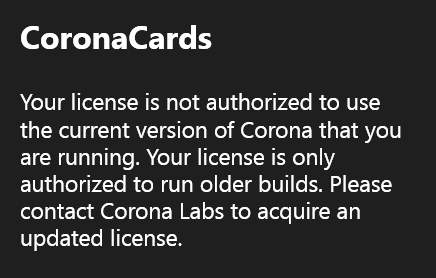 CoronaCards
Your license is not authorized to use
the current version of Corona that you
are running. Your license is only
authorized to run older builds. Please
contact Corona Labs to acquire an
updated license.